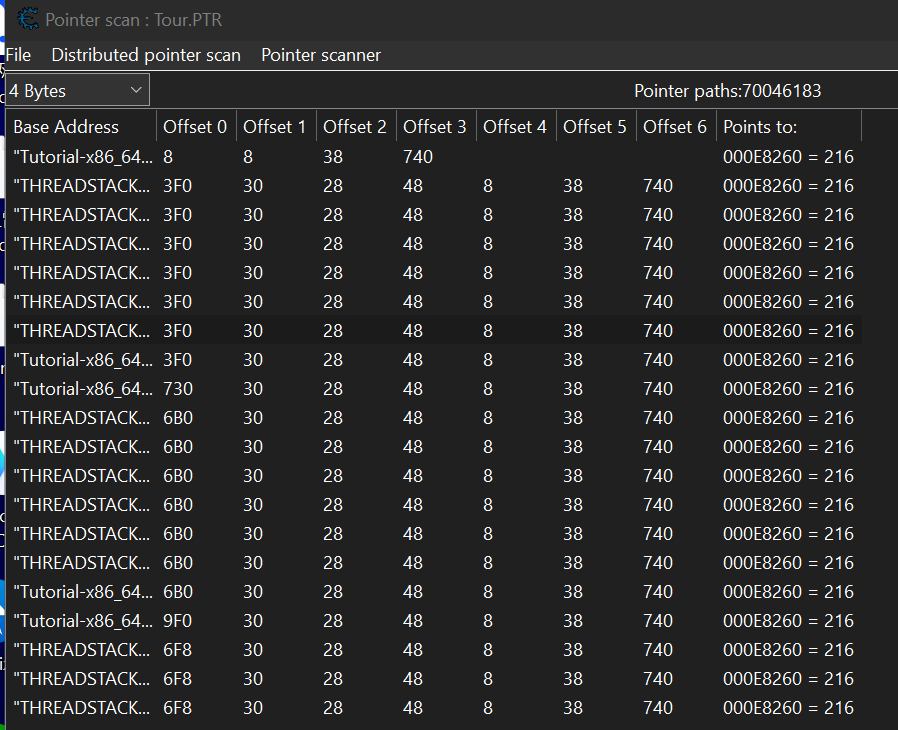 Pointer scan : Tour.PTR
File Distributed pointer scan Pointer scanner
4 Bytes Pointer paths:70046183
Base Address Offset 0 Offset 1 Offset 2 Offset 3 Offset 4 Offset 5 Offset 6 Points to:
"Tutorial-x86_64... 8 8 38 740 000E8260 = 216
"THREADSTACK... 3F0 30 28 48 8 38 740 000E8260 = 216
"THREADSTACK... 3F0 30 28 48 8 38 740 000E8260 = 216
"THREADSTACK... 3F0 30 28 48 8 38 740 000E8260 = 216
"THREADSTACK... 3F0 30 28 48 8 38 740 000E8260 = 216
"THREADSTACK... 3F0 30 28 48 8 38 740 000E8260 = 216
"THREADSTACK... 3F0 30 28 48 8 38 740 000E8260 = 216
"Tutorial-x86_64... 3F0 30 28 48 8 38 740 000E8260 = 216
"Tutorial-x86_64... 730 30 28 48 8 38 740 000E8260 = 216
"THREADSTACK... 6B0 30 28 48 8 38 740 000E8260 = 216
"THREADSTACK... 6B0 30 28 48 8 38 740 000E8260 = 216
"THREADSTACK... 6B0 30 28 48 8 38 740 000E8260 = 216
"THREADSTACK... 6B0 30 28 48 8 38 740 000E8260 = 216
"THREADSTACK... 6B0 30 28 48 8 38 740 000E8260 = 216
"THREADSTACK... 6B0 30 28 48 8 38 740 000E8260 = 216
"Tutorial-x86_64... 6B0 30 28 48 8 38 740 000E8260 = 216
"Tutorial-x86_64... 9F0 30 28 48 8 38 740 000E8260 = 216
"THREADSTACK... 6F8 30 28 48 8 38 740 000E8260 = 216
"THREADSTACK... 6F8 30 28 48 8 38 740 000E8260 = 216
"THREADSTACK... 6F8 30 28 48 8 38 740 000E8260 = 216